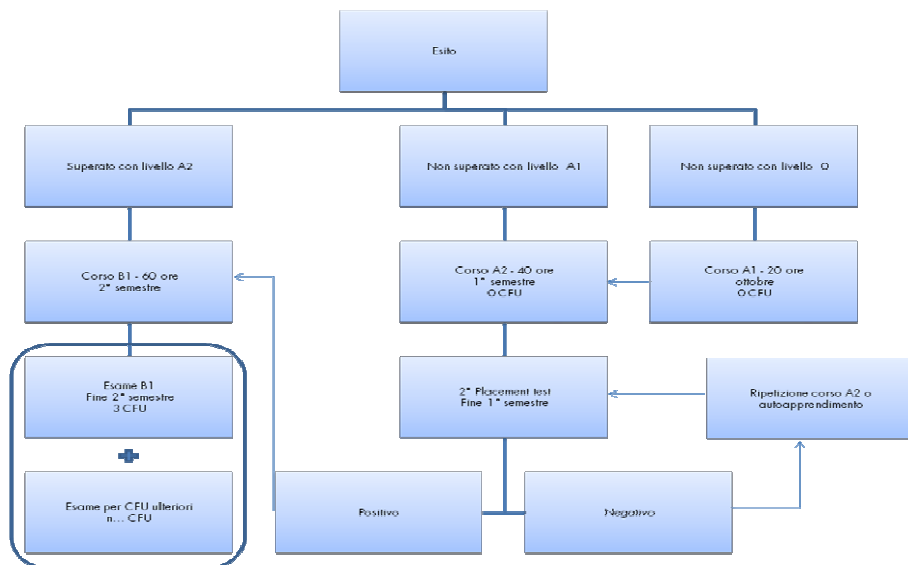 Esito
Superato con livello A2
Non superato con livello A1
Non superato con livello 0
Corso B1 - 60 ore
2° semestre
Corso A2 - 40 ore
1° semestre
0 CFU
Corso A1 - 20 ore
ottobre
0 CFU
Esame B1
Fine 2° semestre
3 CFU
2° Placement test
Fine 1° semestre
Ripetizione corso A2 o
autoapprendimento
Esame per CFU ulteriori
n... CFU
Positivo
Negativo